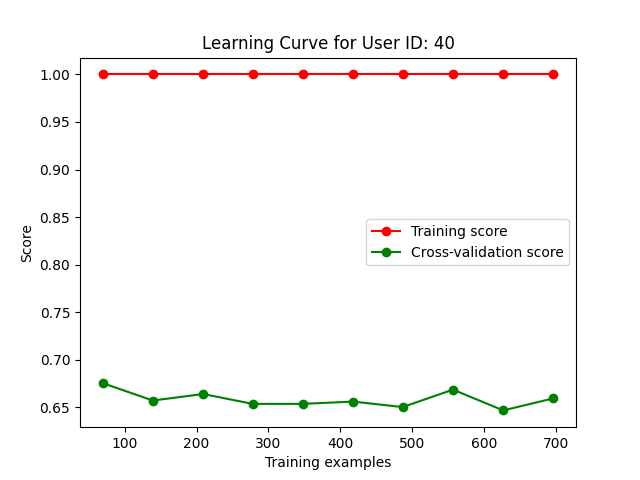 Learning Curve for User ID: 40
1.00
0.95
0.90
0.85
0.80
0.75
0.70
0.65
Score
Training score
Cross-validation score
100 200 300 400 500 600 700
Training examples